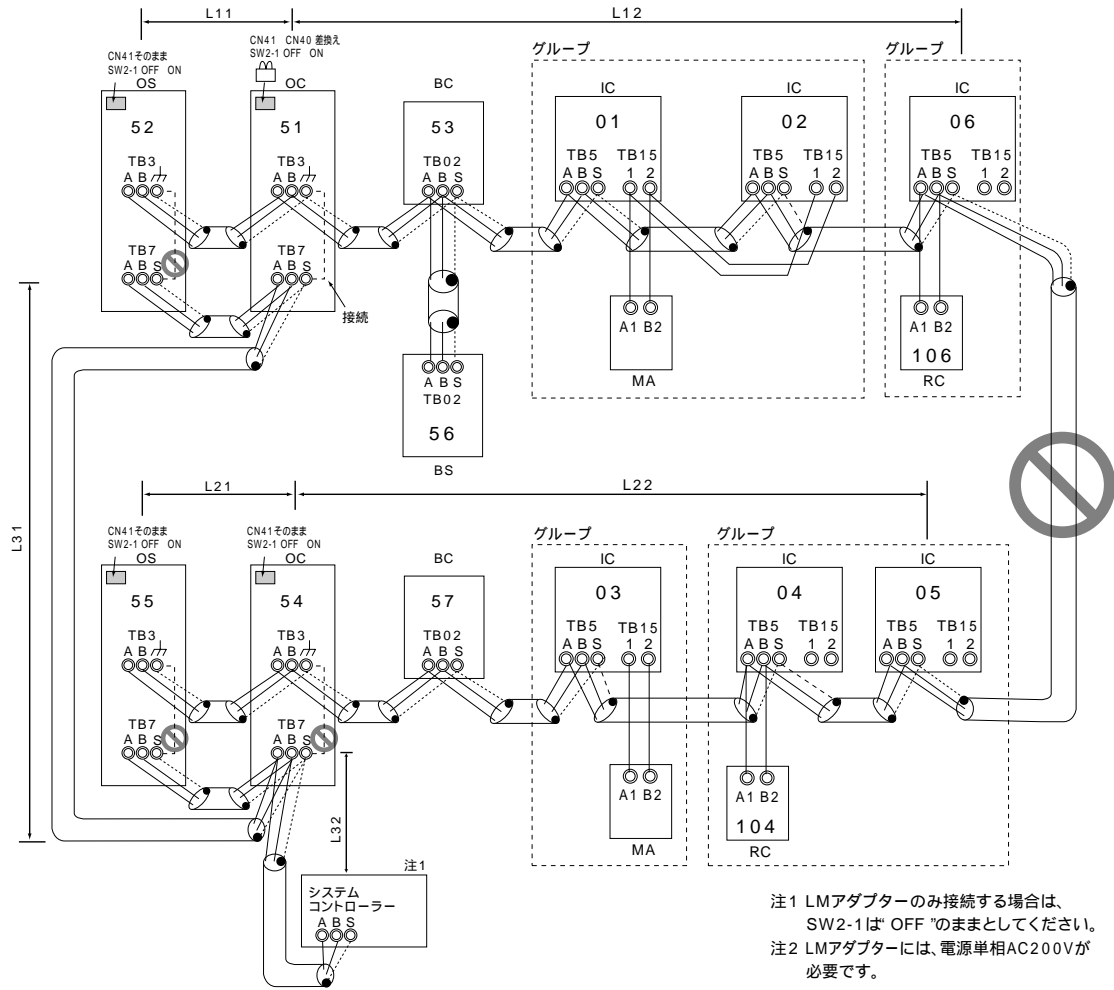 L11
L12
CN41そのまま
SW2-1 OFF ON
OS
CN41 CN40 差換え
SW2-1 OFF ON
OC
BC
グループ
グループ
IC
IC
IC
52
51
53
01
02
06
TB3
A B
TB3
A B
TB02
A B S
TB5
A B S
TB15
1 2
TB5
A B S
TB15
1 2
TB5
A B S
TB15
1 2
TB7
A B S
TB7
A B S
接続
A B S
TB02
56
BS
A1 B2
MA
A1 B2
106
RC
L31
L21
L22
CN41そのまま
SW2-1 OFF ON
OS
CN41そのまま
SW2-1 OFF ON
OC
BC
グループ
グループ
IC
IC
IC
55
54
57
03
04
05
TB3
A B
TB3
A B
TB02
A B S
TB5
A B S
TB15
1 2
TB5
A B S
TB15
1 2
TB5
A B S
TB15
1 2
TB7
A B S
TB7
A B S
L32
A1 B2
MA
A1 B2
104
RC
注1
システム
コントローラー
A B S
注1 LMアダプターのみ接続する場合は、
SW2-1は“OFF”のままとしてください。
注2 LMアダプターには、電源単相AC200Vが
必要です。